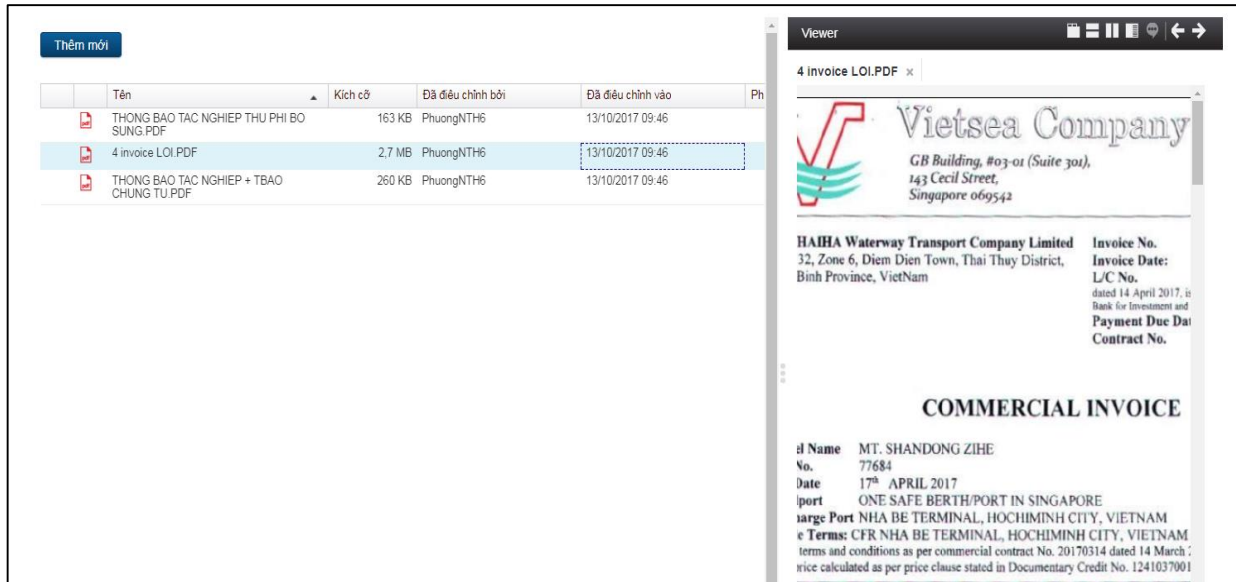 Thêm mới
Tên Kích cỡ Đã điều chỉnh bởi Đã điều chỉnh vào Ph
THONG BAO TAC NGHIEP THU PHI BO SUNG.PDF 163 KB PhuongNTH6 13/10/2017 09:46
4 invoice LOI.PDF 2,7 MB PhuongNTH6 13/10/2017 09:46
THONG BAO TAC NGHIEP + TBAO CHUNG TU.PDF 260 KB PhuongNTH6 13/10/2017 09:46
Viewer
4 invoice LOI.PDF ×
Vietsea Company
GB Building, #03-01 (Suite 301),
143 Cecil Street,
Singapore 069542
HAIHA Waterway Transport Company Limited Invoice No.
32, Zone 6, Diem Dien Town, Thai Thuy District, Invoice Date:
Binh Province, VietNam L/C No.
dated 14 April 2017, is
Bank for Investment and
Payment Due Dat
Contract No.
COMMERCIAL INVOICE
el Name MT. SHANDONG ZIHE
No. 77684
Date 17th APRIL 2017
lport ONE SAFE BERTH/PORT IN SINGAPORE
harge Port NHA BE TERMINAL, HOCHIMINH CITY, VIETNAM
e Terms: CFR NHA BE TERMINAL, HOCHIMINH CITY, VIETNAM
terms and conditions as per commercial contract No. 20170314 dated 14 March
rice calculated as per price clause stated in Documentary Credit No. 1241037001